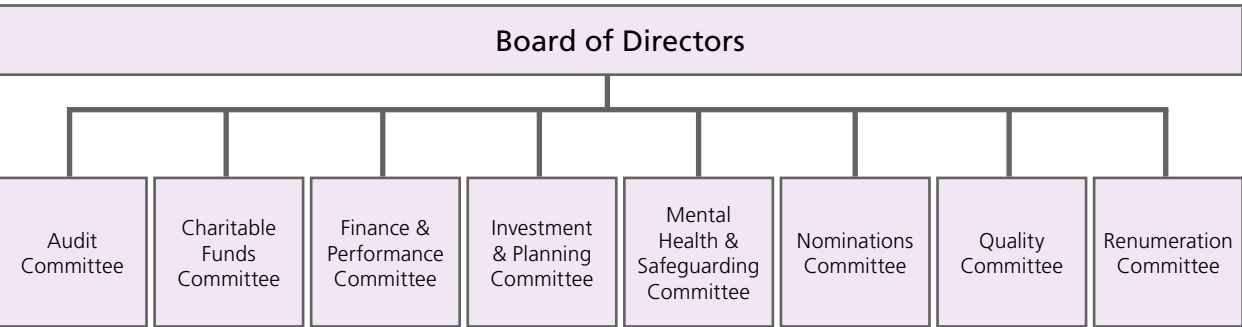 Board of Directors
Audit
Committee
Charitable
Funds
Committee
Finance &
Performance
Committee
Investment
& Planning
Committee
Mental
Health &
Safeguarding
Committee
Nominations
Committee
Quality
Committee
Renumeration
Committee